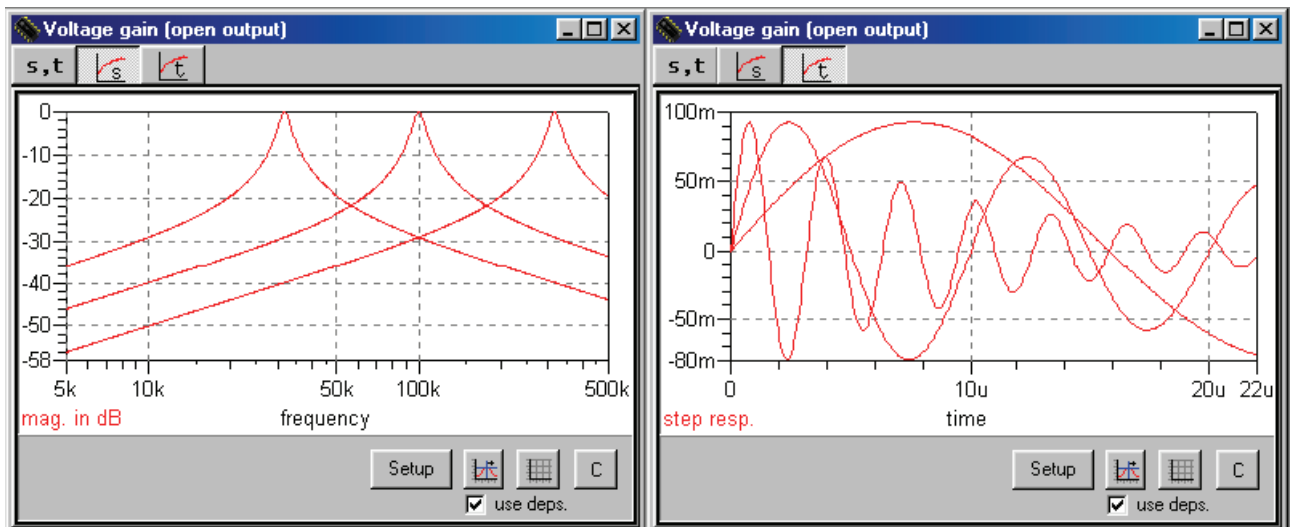 Voltage gain (open output)
s,t s t
0
-10
-20
-30
-40
-50
-58
5k 10k 50k 100k 500k
mag. in dB frequency
Setup C
use deps.
Voltage gain (open output)
s,t s t
100m
50m
0
-50m
-80m
0 10u 20u 22u
step resp. time
Setup C
use deps.